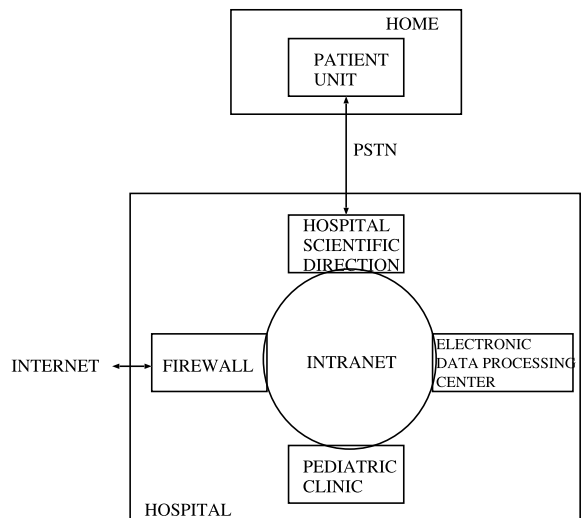 HOME
PATIENT
UNIT
PSTN
HOSPITAL
SCIENTIFIC
DIRECTION
INTERNET
FIREWALL
INTRANET
ELECTRONIC
DATA PROCESSING
CENTER
PEDIATRIC
CLINIC
HOSPITAL